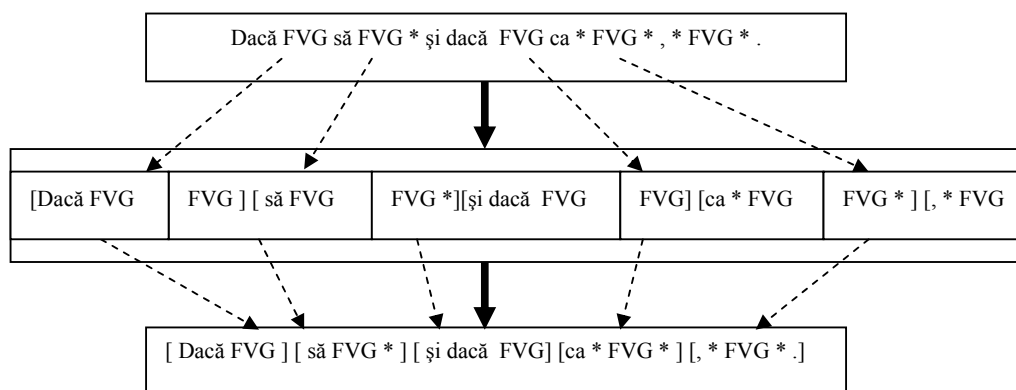 Dacă FVG să FVG * şi dacă FVG ca * FVG * , * FVG * .
[Dacă FVG
FVG ] [ să FVG
FVG *][şi dacă FVG
FVG] [ca * FVG
FVG * ] [, * FVG
[ Dacă FVG ] [ să FVG * ] [ şi dacă FVG] [ca * FVG * ] [, * FVG * .]